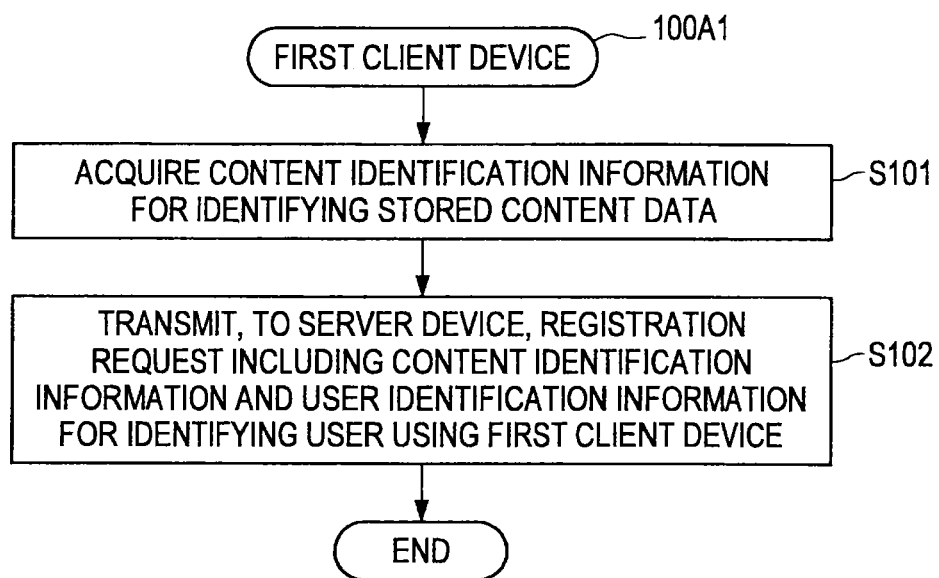 100A1
FIRST CLIENT DEVICE
ACQUIRE CONTENT IDENTIFICATION INFORMATION
FOR IDENTIFYING STORED CONTENT DATA
S101
TRANSMIT, TO SERVER DEVICE, REGISTRATION
REQUEST INCLUDING CONTENT IDENTIFICATION
INFORMATION AND USER IDENTIFICATION INFORMATION
FOR IDENTIFYING USER USING FIRST CLIENT DEVICE
S102
END